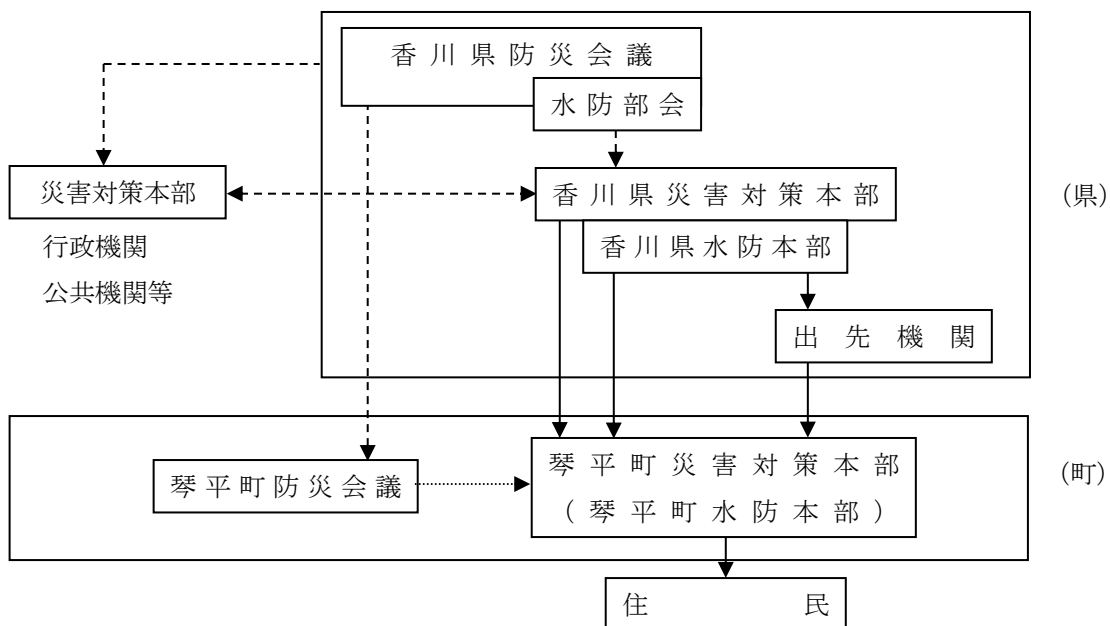 香川県防災会議
水防部会
災害対策本部
行政機関
公共機関等
香川県災害対策本部
(県)
香川県水防本部
出先機関
琴平町防災会議
琴平町災害対策本部
(琴平町水防本部)
(町)
住民